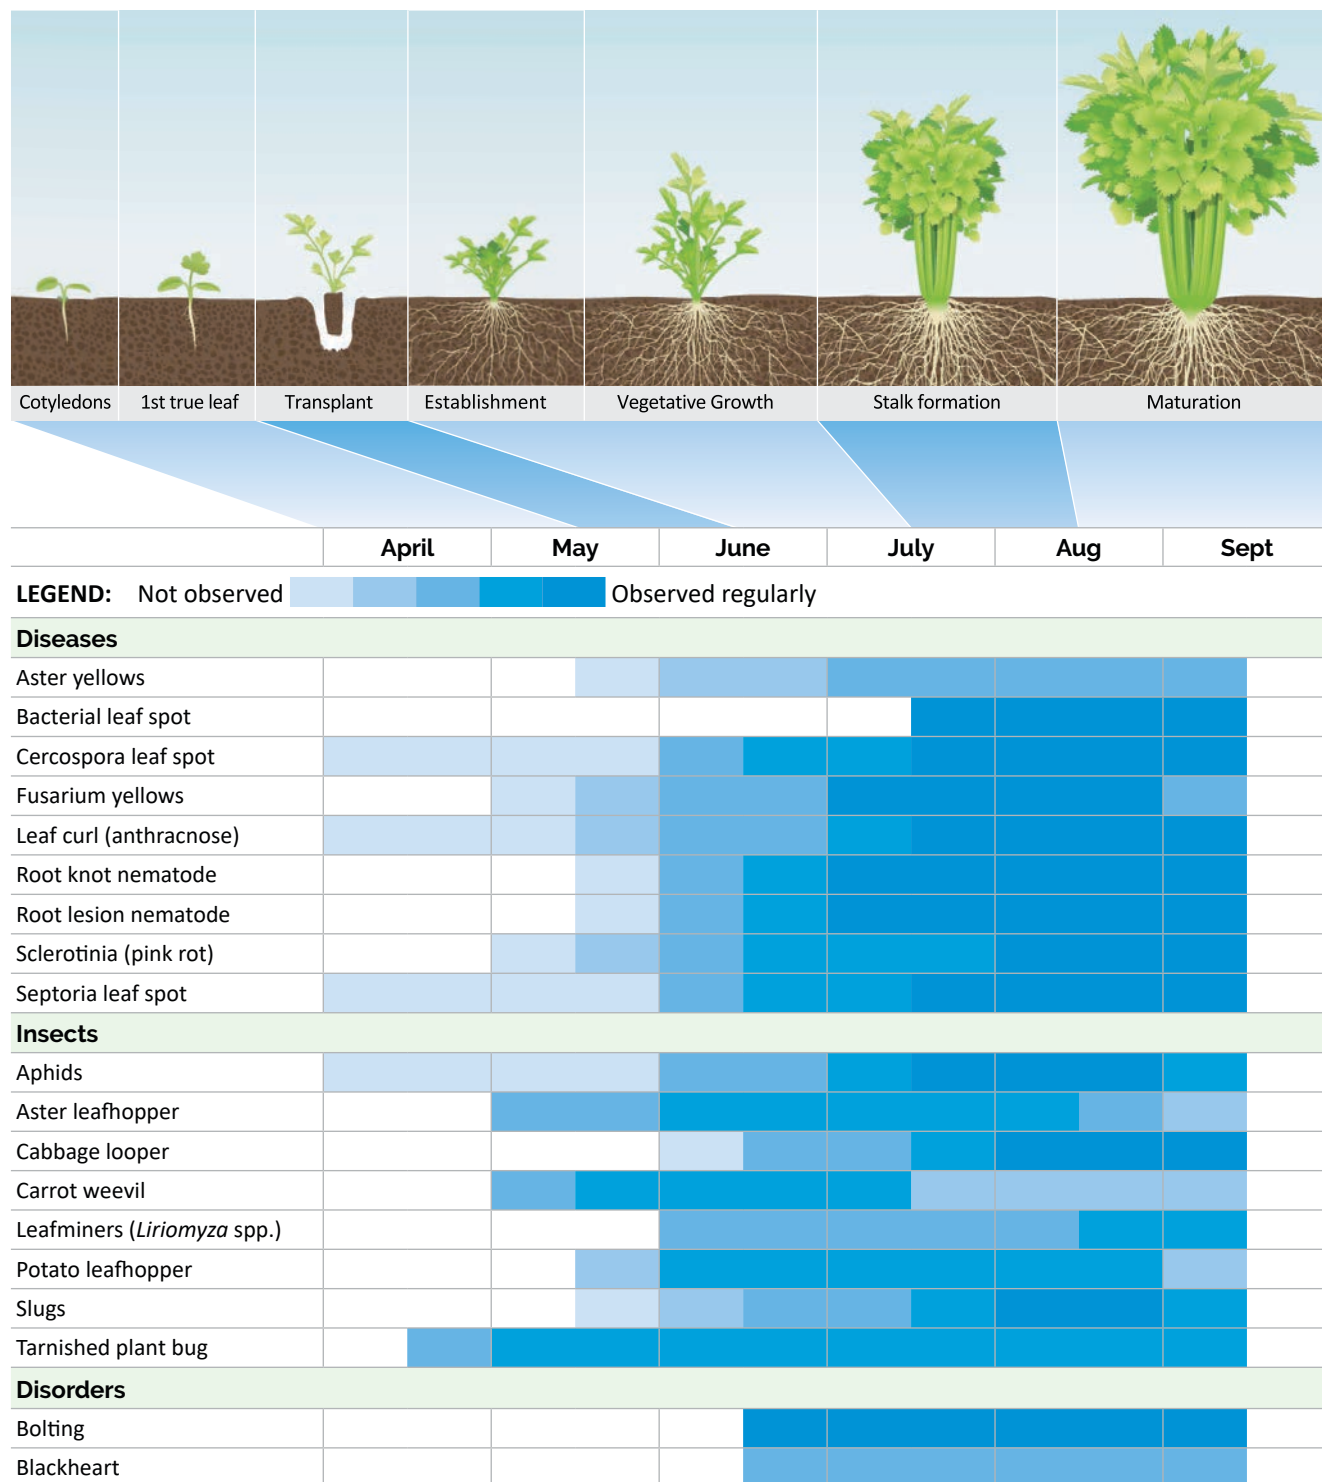 Cotyledons 1st true leaf Transplant Establishment Vegetative Growth Stalk formation Maturation
April May June July Aug Sept
LEGEND: Not observed Observed regularly
Diseases
Aster yellows
Bacterial leaf spot
Cercospora leaf spot
Fusarium yellows
Leaf curl (anthracnose)
Root knot nematode
Root lesion nematode
Sclerotinia (pink rot)
Septoria leaf spot
Insects
Aphids
Aster leafhopper
Cabbage looper
Carrot weevil
Leafminers (Liriomyza spp.)
Potato leafhopper
Slugs
Tarnished plant bug
Disorders
Bolting
Blackheart